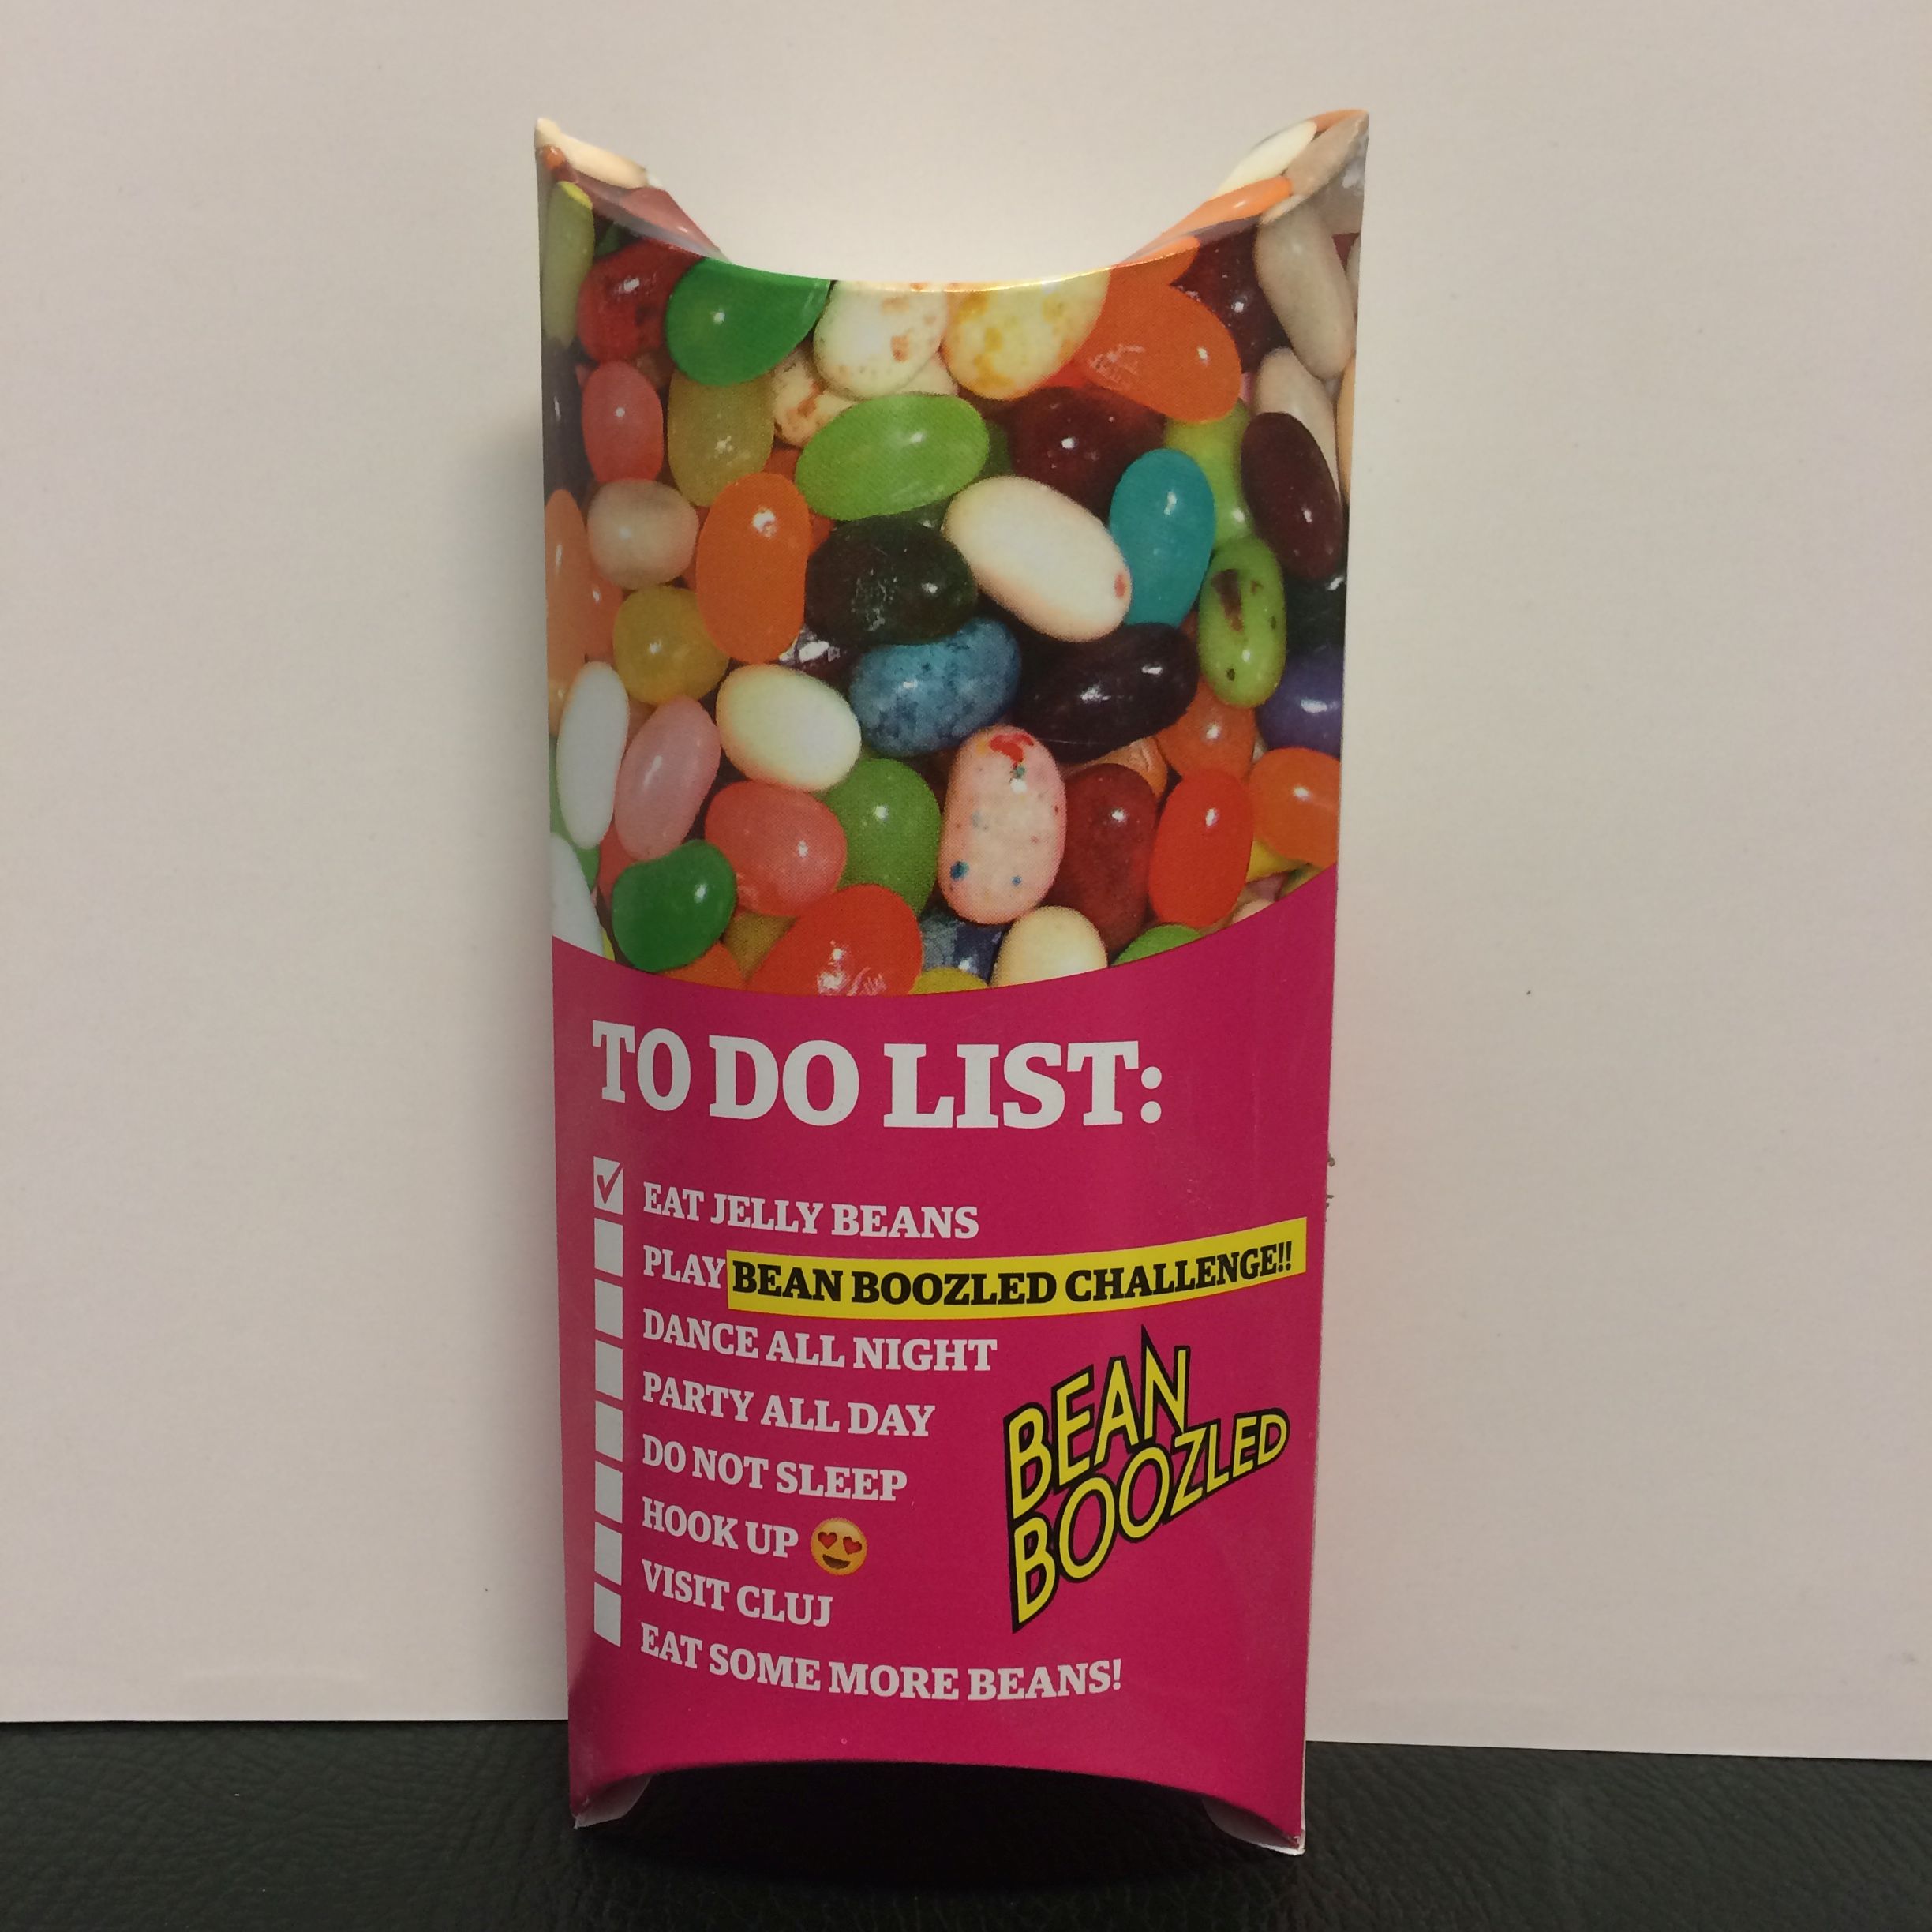 TO DO LIST:
EAT JELLY BEANS
PLAY BEAN BOOZLED CHALLENGE!!
DANCE ALL NIGHT
PARTY ALL DAY
DO NOT SLEEP
HOOK UP 😍
VISIT CLUJ
EAT SOME MORE BEANS!
BEAN
BOOZLED